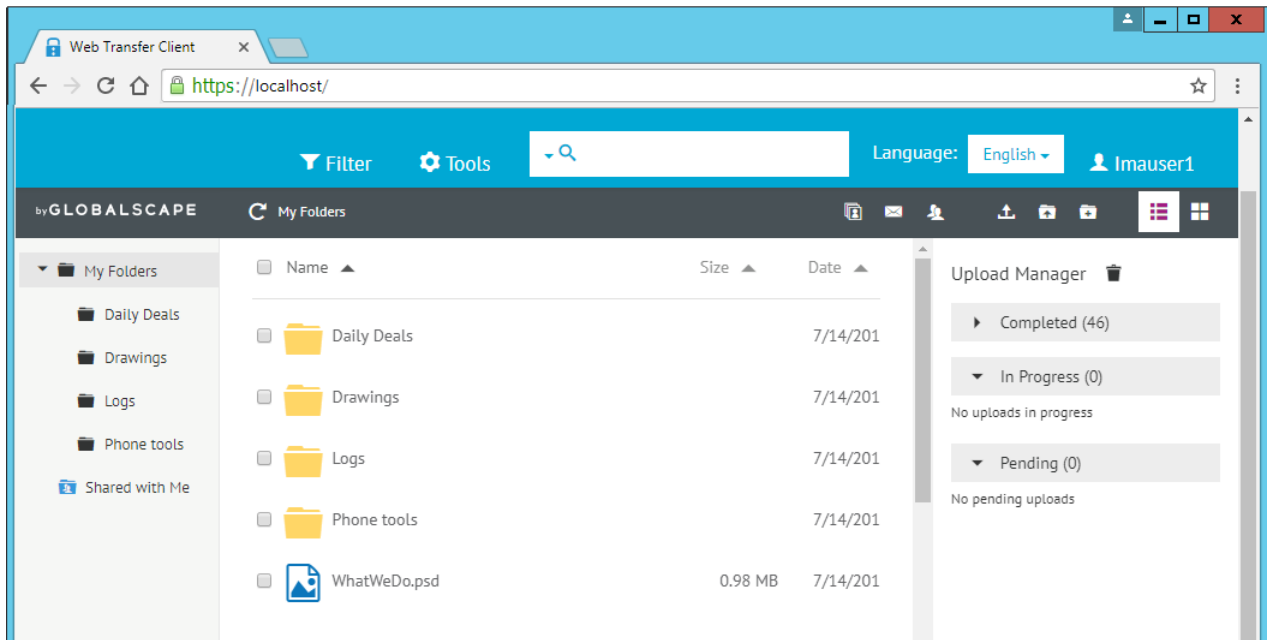 Web Transfer Client
https://localhost/
Filter
Tools
Language:
English
Imauser1
byGLOBALSCAPE
My Folders
My Folders
Daily Deals
Drawings
Logs
Phone tools
Shared with Me
Name
Size
Date
Daily Deals
7/14/201
Drawings
7/14/201
Logs
7/14/201
Phone tools
7/14/201
WhatWeDo.psd
0.98 MB
7/14/201
Upload Manager
Completed (46)
In Progress (0)
No uploads in progress
Pending (0)
No pending uploads